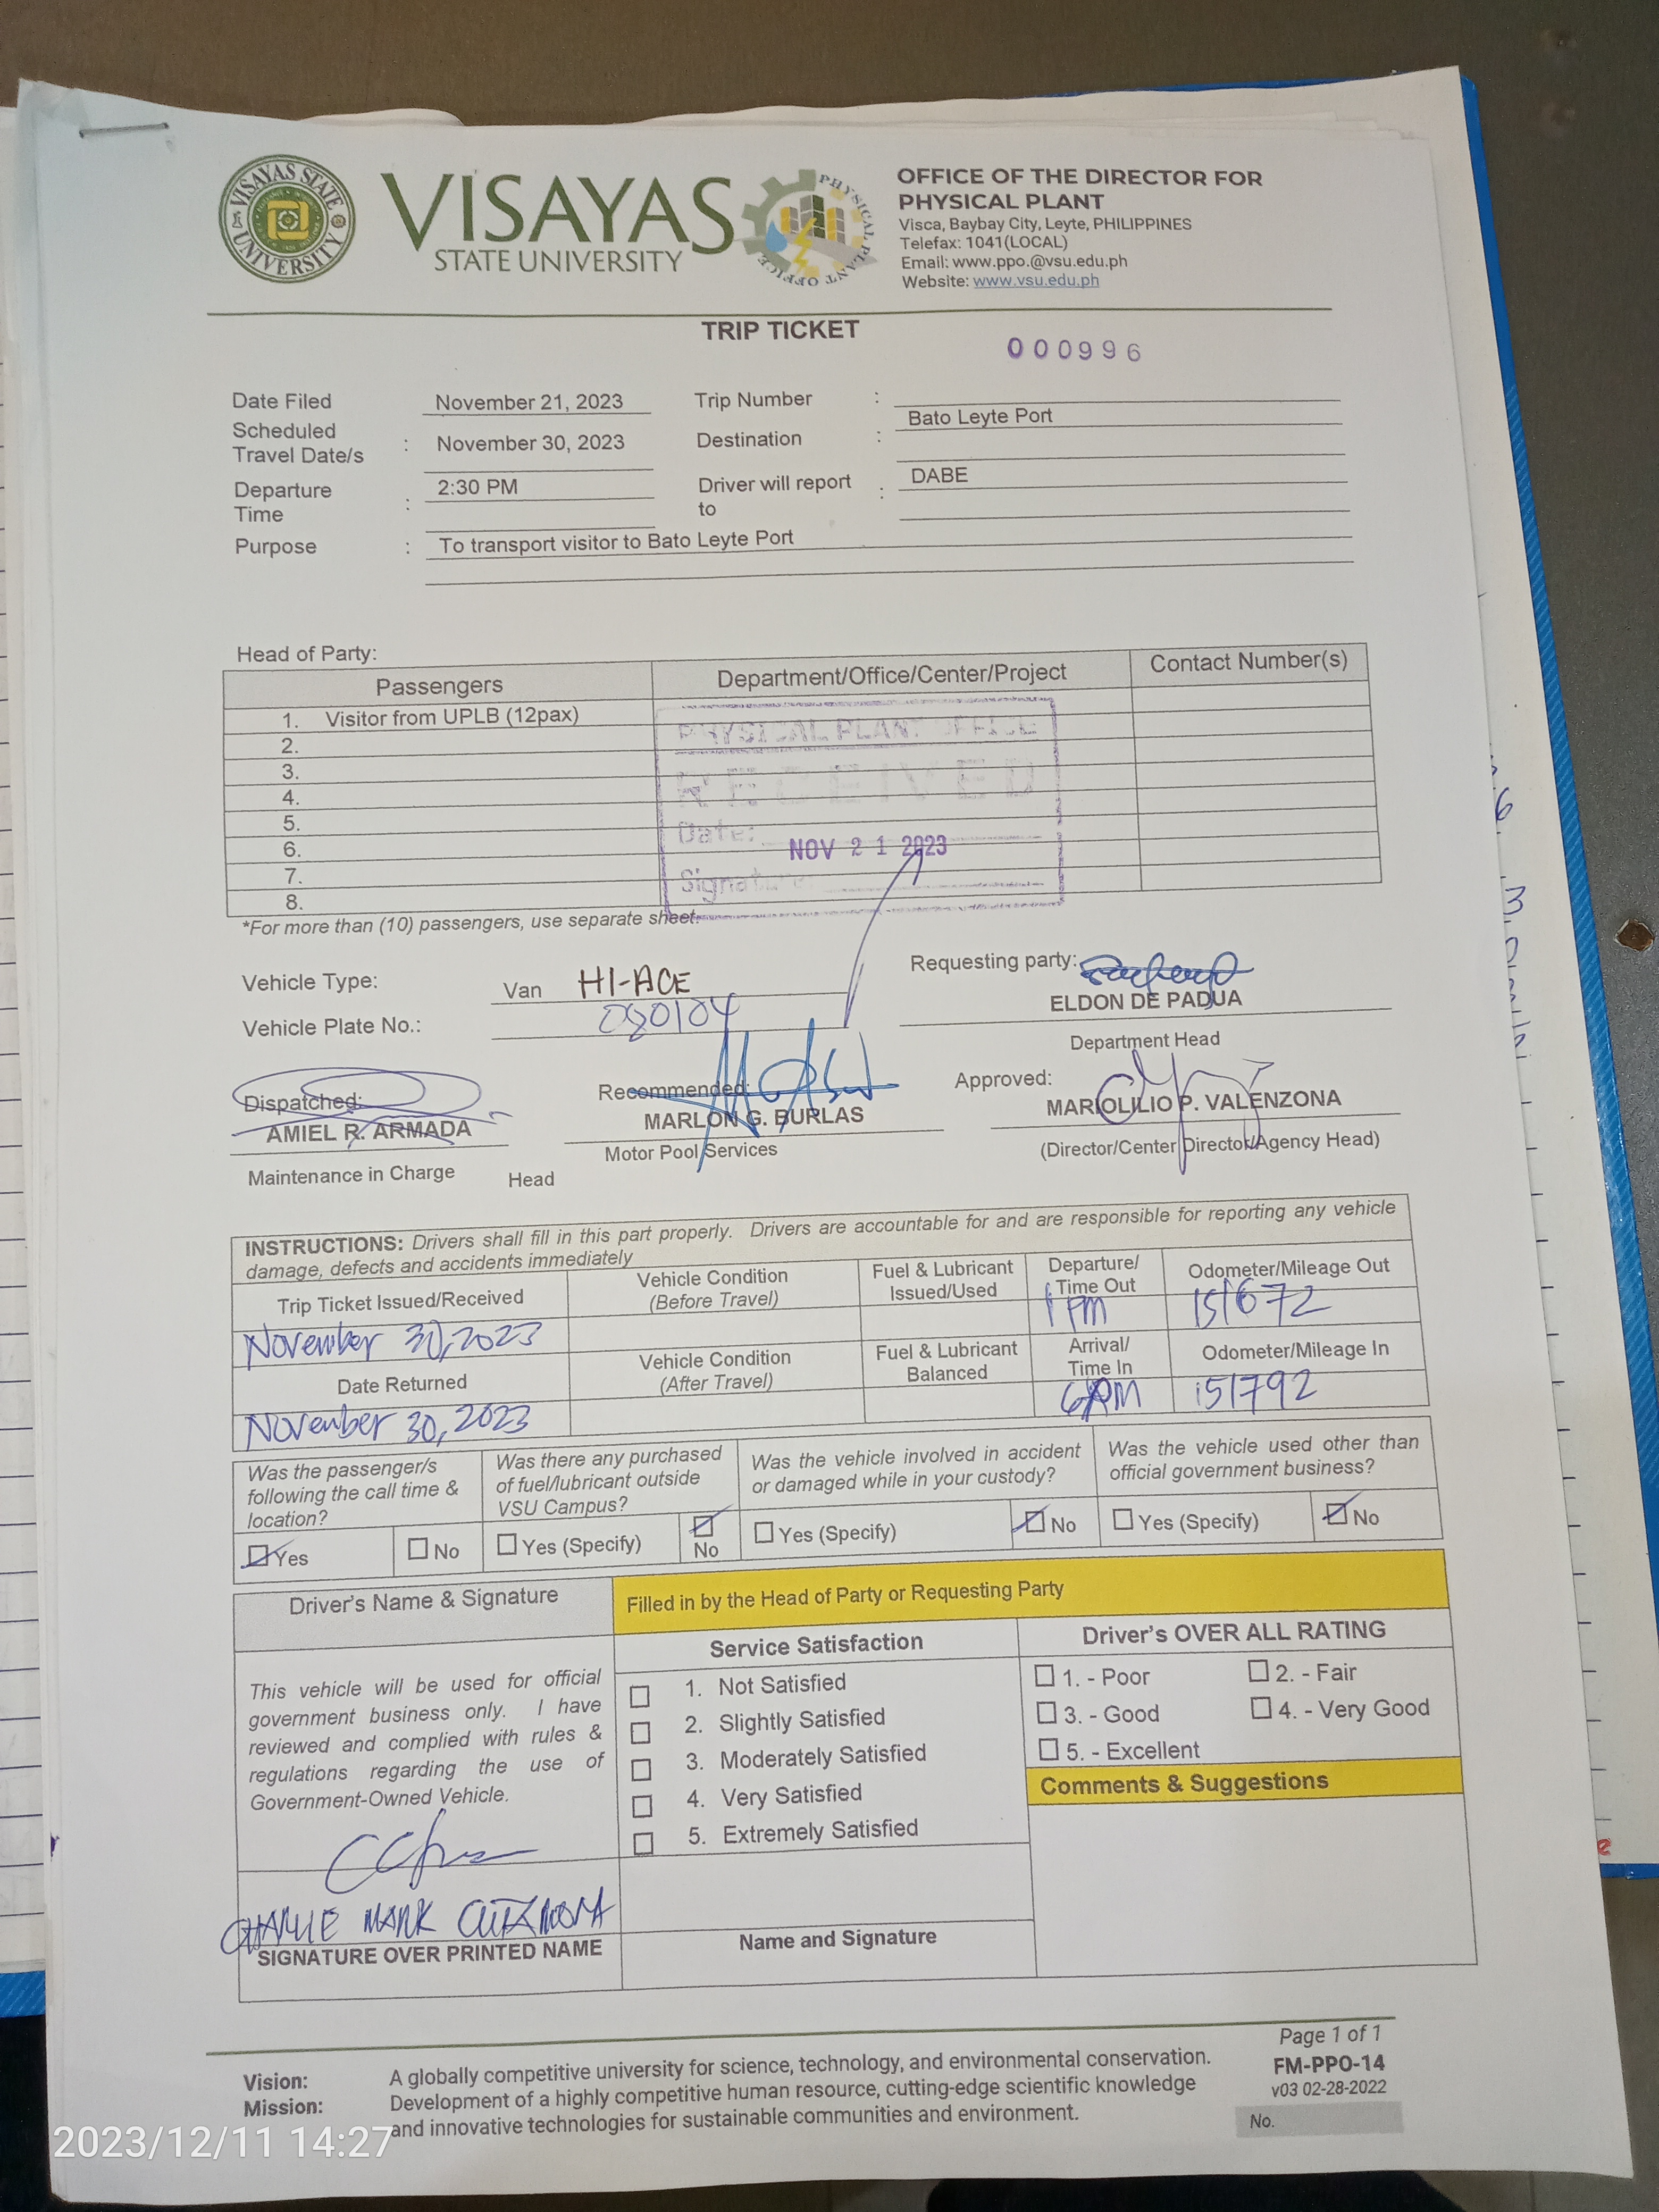 VISAYAS STATE UNIVERSITY
VISAYAS
STATE UNIVERSITY
PHYSICAL PLANT OFFICE
OFFICE OF THE DIRECTOR FOR
PHYSICAL PLANT
Visca, Baybay City, Leyte, PHILIPPINES
Telefax: 1041(LOCAL)
Email: www.ppo.@vsu.edu.ph
Website: www.vsu.edu.ph
TRIP TICKET
000996
Date Filed November 21, 2023 Trip Number :
Scheduled Travel Date/s : November 30, 2023 Destination : Bato Leyte Port
Departure Time : 2:30 PM Driver will report to : DABE
Purpose : To transport visitor to Bato Leyte Port
Head of Party:
Passengers Department/Office/Center/Project Contact Number(s)
1. Visitor from UPLB (12pax)
2.
3.
4.
5.
6.
7.
8.
PHYSICAL PLANT OFFICE
RECEIVED
Date: NOV 21 2023
Signature:
*For more than (10) passengers, use separate sheet.
Vehicle Type: Van HI-ACE
Vehicle Plate No.: 080104
Requesting party:
ELDON DE PADUA
Department Head
Dispatched:
AMIEL R. ARMADA
Maintenance in Charge
Recommended:
MARLON G. BURLAS
Head Motor Pool Services
Approved:
MARIOLILIO P. VALENZONA
(Director/Center Director/Agency Head)
INSTRUCTIONS: Drivers shall fill in this part properly. Drivers are accountable for and are responsible for reporting any vehicle
damage, defects and accidents immediately
Trip Ticket Issued/Received Vehicle Condition (Before Travel) Fuel & Lubricant Issued/Used Departure/ Time Out Odometer/Mileage Out
November 30, 2023 1 PM 151672
Date Returned Vehicle Condition (After Travel) Fuel & Lubricant Balanced Arrival/ Time In Odometer/Mileage In
November 30, 2023 6PM 151792
Was the passenger/s following the call time & location?
Yes No
Was there any purchased of fuel/lubricant outside VSU Campus?
Yes (Specify) No
Was the vehicle involved in accident or damaged while in your custody?
Yes (Specify) No
Was the vehicle used other than official government business?
Yes (Specify) No
Driver's Name & Signature
This vehicle will be used for official
government business only. I have
reviewed and complied with rules &
regulations regarding the use of
Government-Owned Vehicle.
CHARLIE MARK
SIGNATURE OVER PRINTED NAME
Filled in by the Head of Party or Requesting Party
Service Satisfaction
1. Not Satisfied
2. Slightly Satisfied
3. Moderately Satisfied
4. Very Satisfied
5. Extremely Satisfied
Name and Signature
Driver's OVER ALL RATING
1. - Poor 2. - Fair
3. - Good 4. - Very Good
5. - Excellent
Comments & Suggestions
Vision: A globally competitive university for science, technology, and environmental conservation.
Mission: Development of a highly competitive human resource, cutting-edge scientific knowledge
and innovative technologies for sustainable communities and environment.
Page 1 of 1
FM-PPO-14
v03 02-28-2022
No.
2023/12/11 14:27